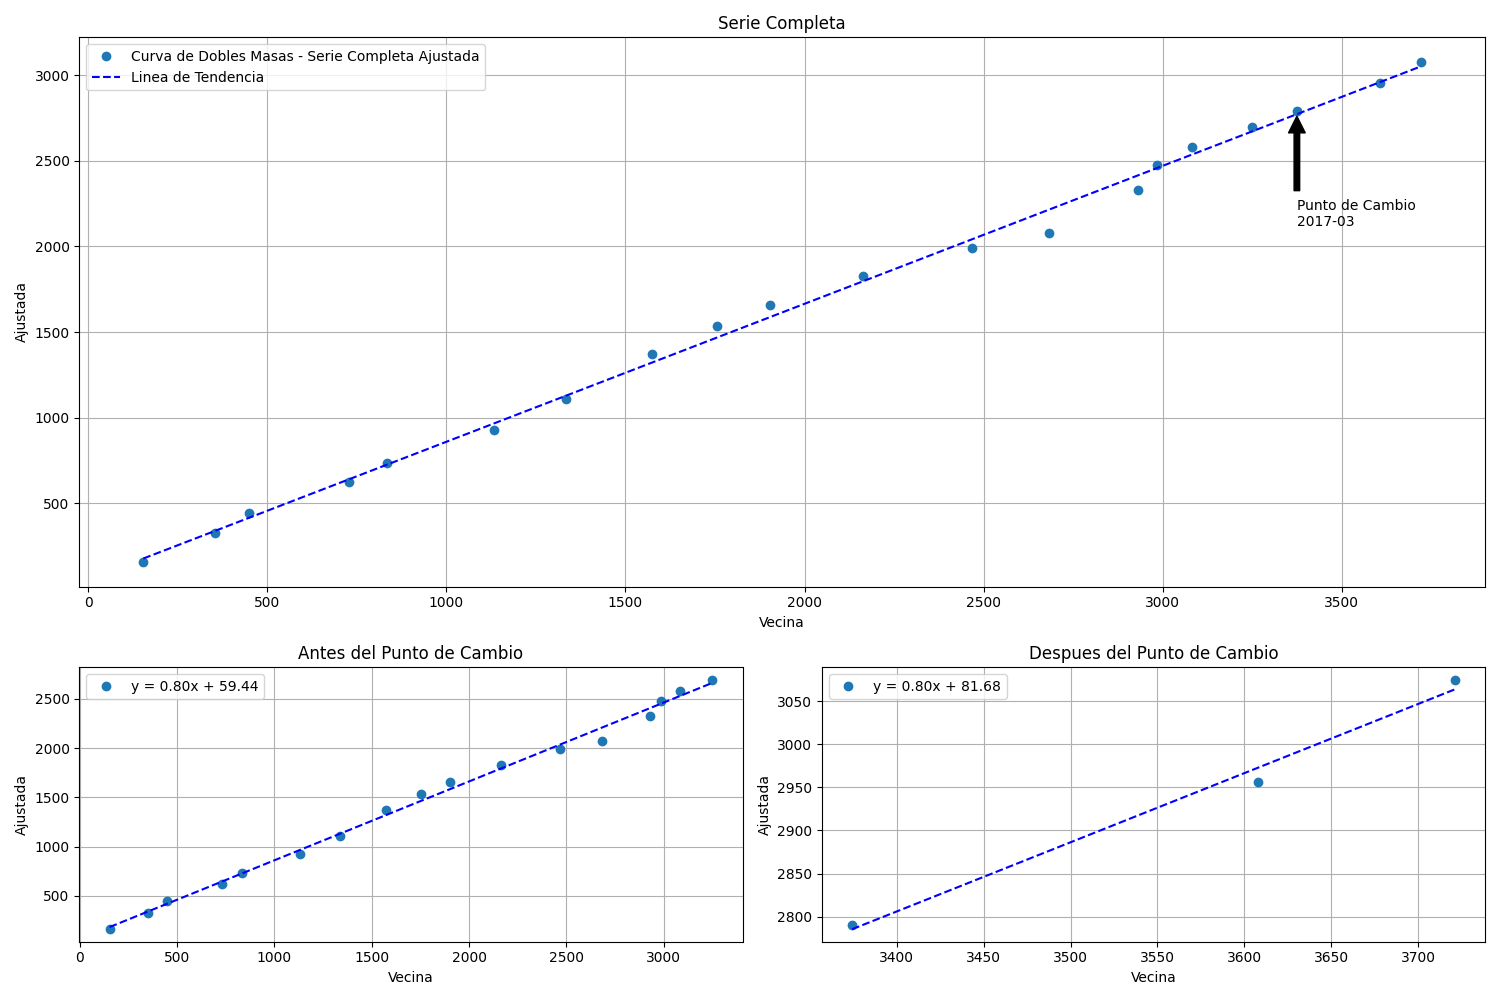 Serie Completa
Curva de Dobles Masas - Serie Completa Ajustada
Linea de Tendencia
3000
2500
2000
1500
1000
500
Ajustada
Punto de Cambio
2017-03
0 500 1000 1500 2000 2500 3000 3500
Vecina
Antes del Punto de Cambio
y = 0.80x + 59.44
2500
2000
1500
1000
500
Ajustada
0 500 1000 1500 2000 2500 3000
Vecina
Despues del Punto de Cambio
y = 0.80x + 81.68
3050
3000
2950
2900
2850
2800
Ajustada
3400 3450 3500 3550 3600 3650 3700
Vecina